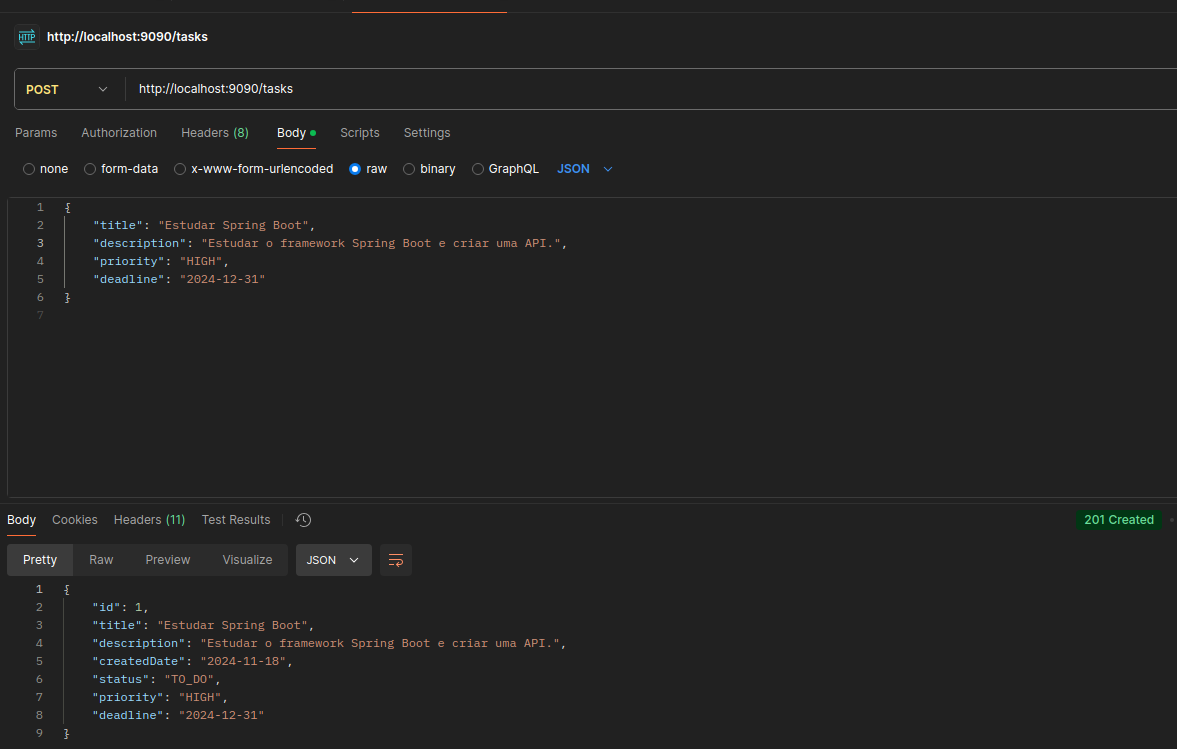 HTTP http://localhost:9090/tasks
POST http://localhost:9090/tasks
Params Authorization Headers (8) Body Scripts Settings
none form-data x-www-form-urlencoded raw binary GraphQL JSON
1 {
2 "title": "Estudar Spring Boot",
3 "description": "Estudar o framework Spring Boot e criar uma API.",
4 "priority": "HIGH",
5 "deadline": "2024-12-31"
6 }
7
Body Cookies Headers (11) Test Results 201 Created
Pretty Raw Preview Visualize JSON
1 {
2 "id": 1,
3 "title": "Estudar Spring Boot",
4 "description": "Estudar o framework Spring Boot e criar uma API.",
5 "createdDate": "2024-11-18",
6 "status": "TO_DO",
7 "priority": "HIGH",
8 "deadline": "2024-12-31"
9 }